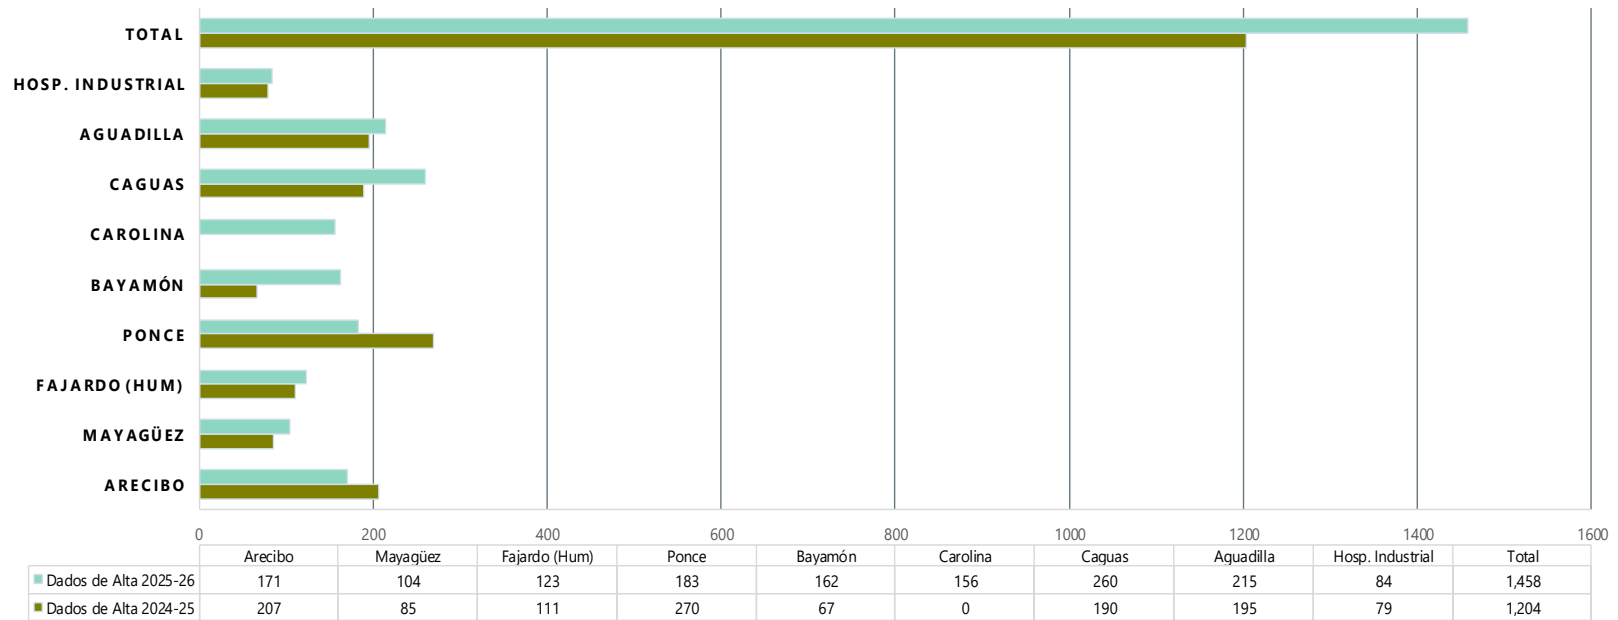 TOTAL
HOSP. INDUSTRIAL
AGUADILLA
CAGUAS
CAROLINA
BAYAMÓN
PONCE
FAJARDO (HUM)
MAYAGÜEZ
ARECIBO
0 200 400 600 800 1000 1200 1400 1600
Arecibo Mayagüez Fajardo (Hum) Ponce Bayamón Carolina Caguas Aguadilla Hosp. Industrial Total
Dados de Alta 2025-26 171 104 123 183 162 156 260 215 84 1,458
Dados de Alta 2024-25 207 85 111 270 67 0 190 195 79 1,204